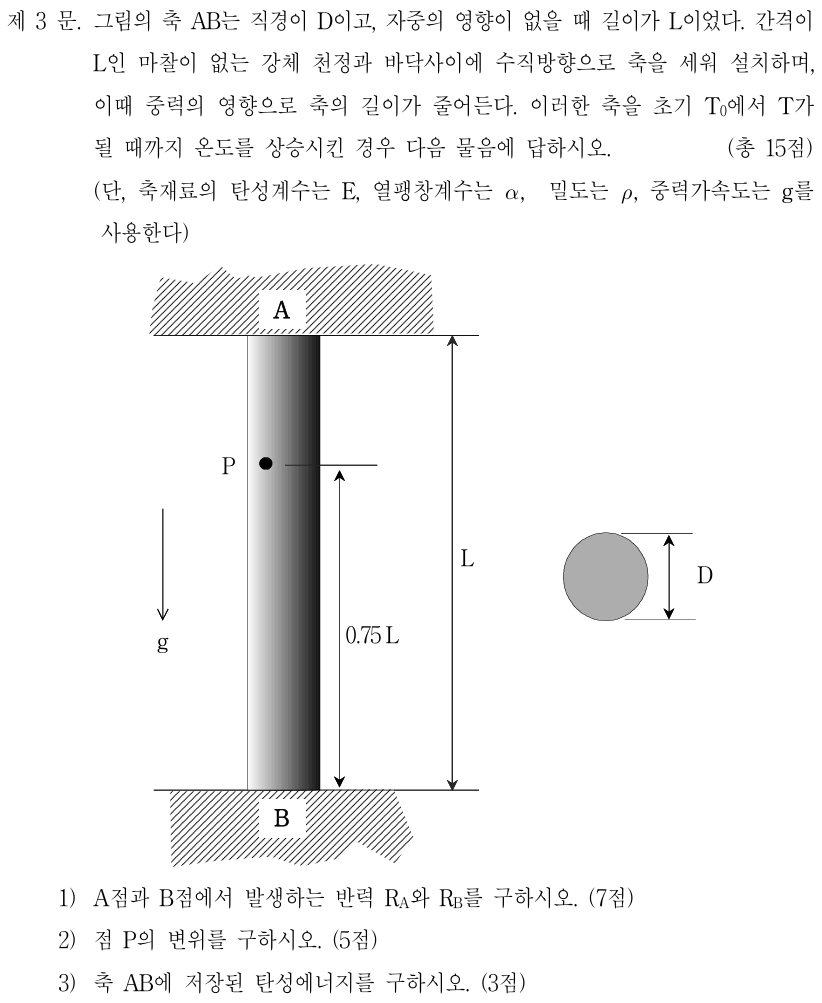 제 3 문. 그림의 축 AB는 직경이 D이고, 자중의 영향이 없을 때 길이가 L이었다. 간격이
L인 마찰이 없는 강체 천정과 바닥사이에 수직방향으로 축을 세워 설치하며,
이때 중력의 영향으로 축의 길이가 줄어든다. 이러한 축을 초기 T₀에서 T가
될 때까지 온도를 상승시킨 경우 다음 물음에 답하시오. (총 15점)
(단, 축재료의 탄성계수는 E, 열팽창계수는 α, 밀도는 ρ, 중력가속도는 g를
사용한다)
A
P
L
D
0.75 L
g
B
1) A점과 B점에서 발생하는 반력 R_A와 R_B를 구하시오. (7점)
2) 점 P의 변위를 구하시오. (5점)
3) 축 AB에 저장된 탄성에너지를 구하시오. (3점)